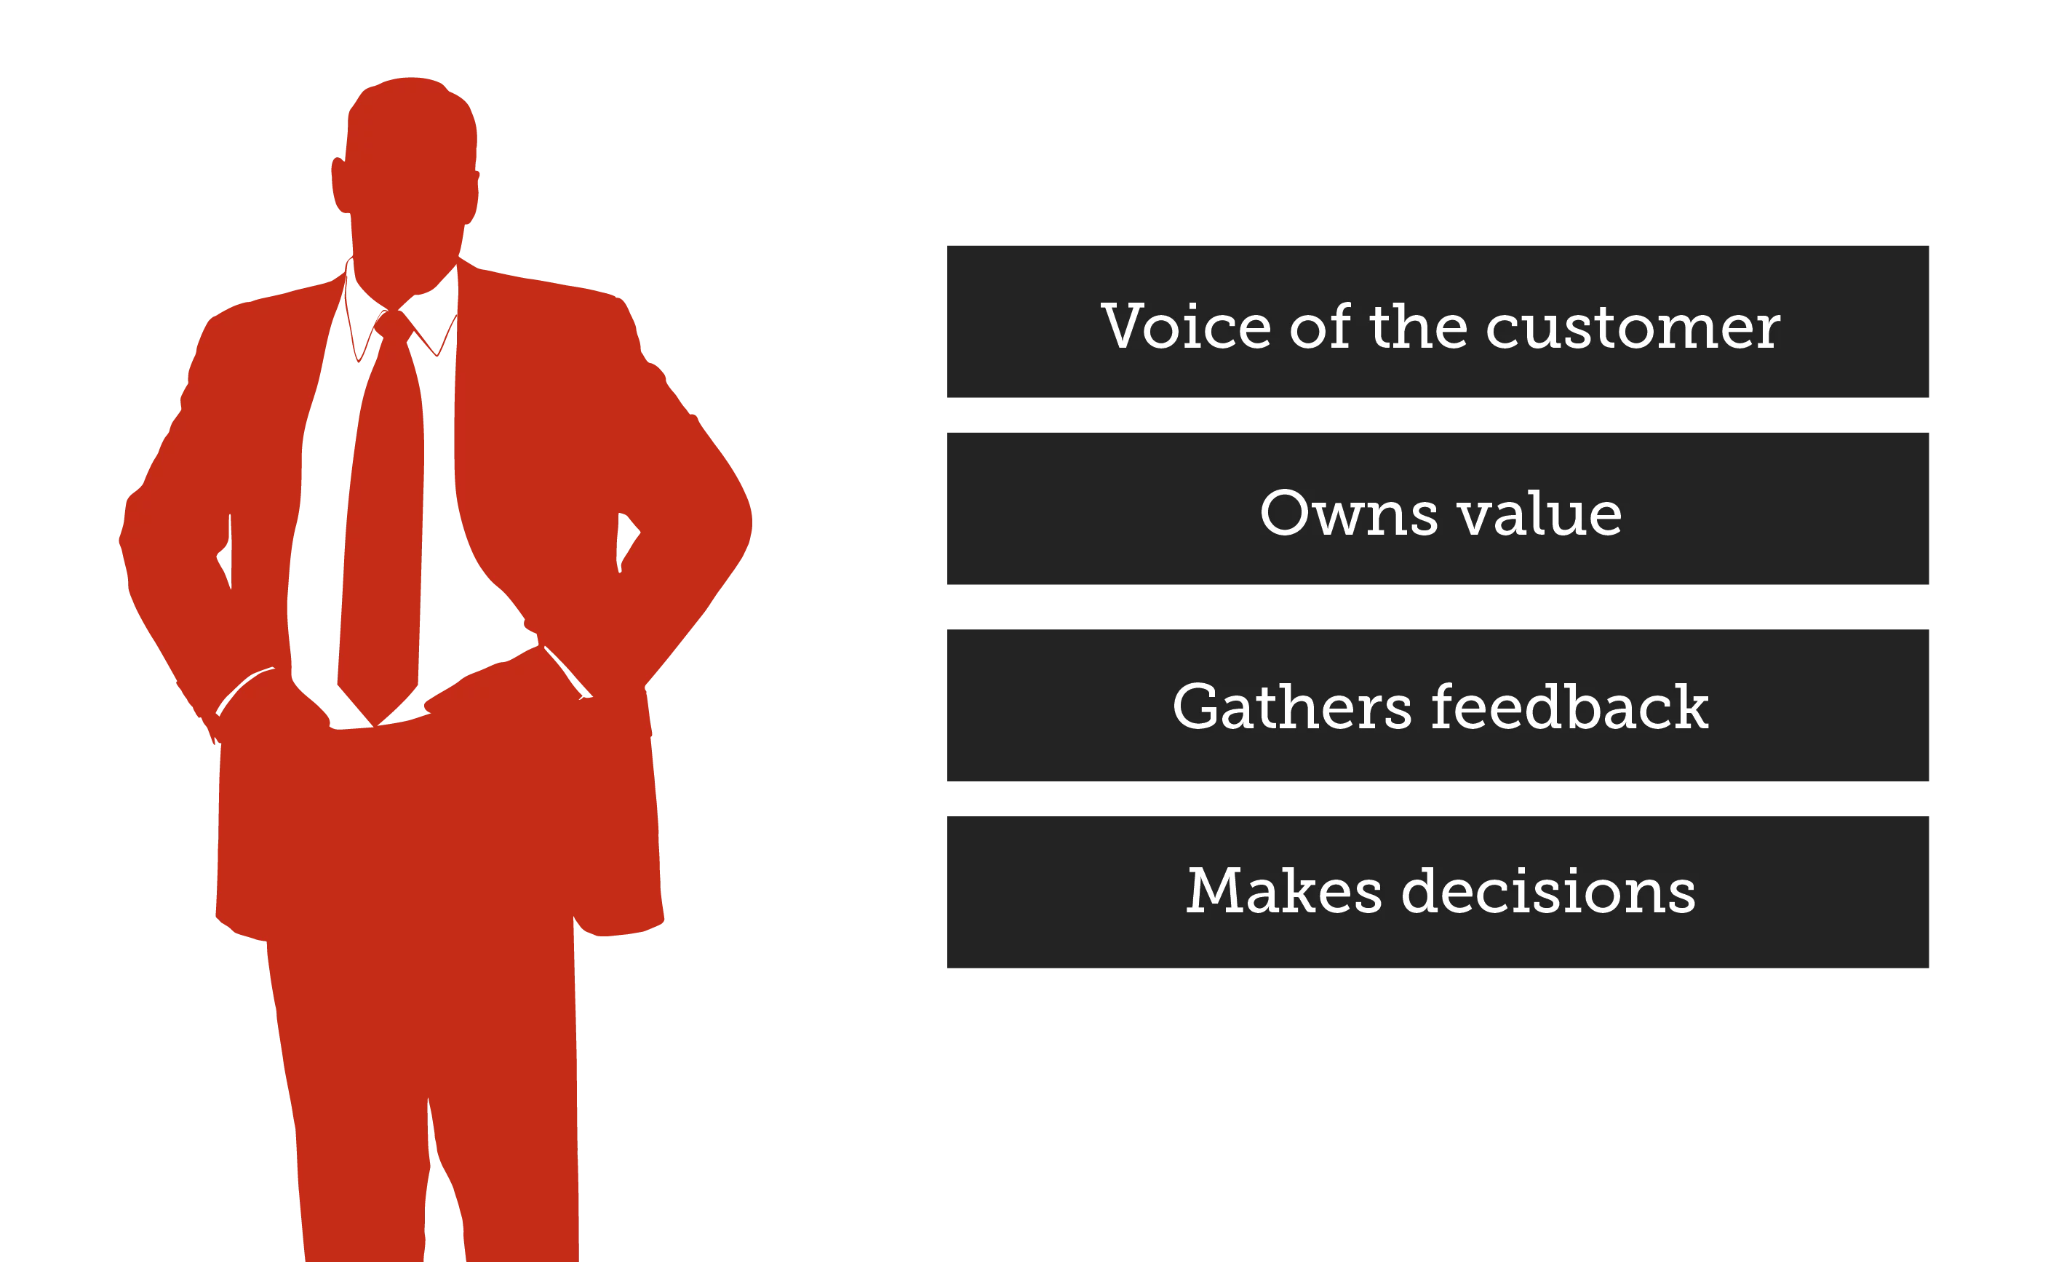 Voice of the customer
Owns value
Gathers feedback
Makes decisions